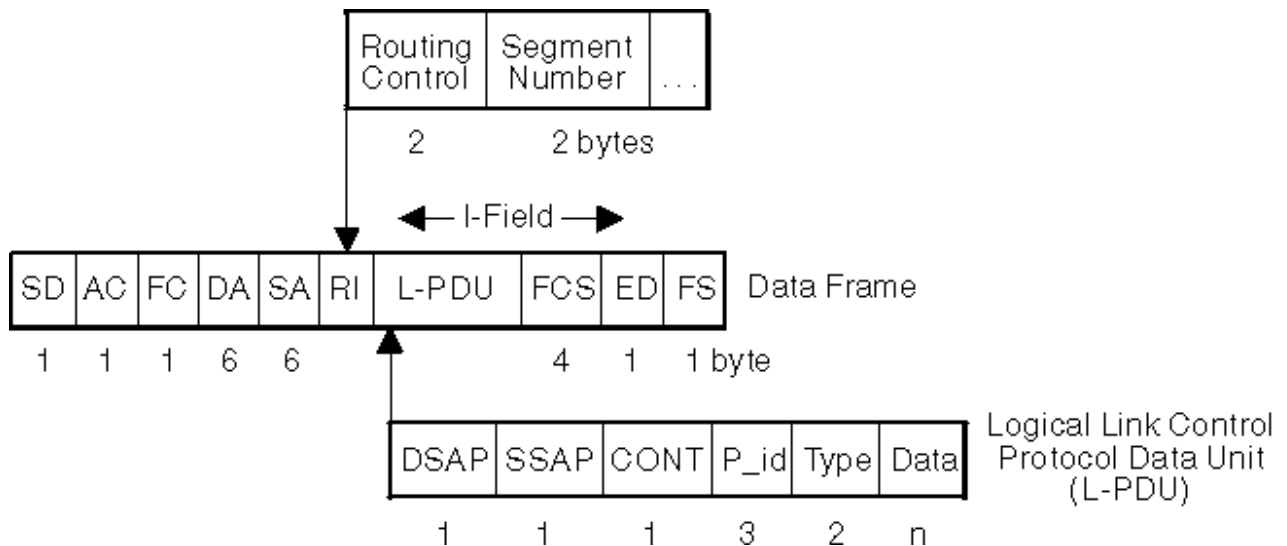 Routing Control
Segment Number
...
2
2 bytes
I-Field
SD AC FC DA SA RI L-PDU FCS ED FS Data Frame
1 1 1 6 6 4 1 1 byte
DSAP SSAP CONT P_id Type Data
Logical Link Control
Protocol Data Unit
(L-PDU)
1 1 1 3 2 n